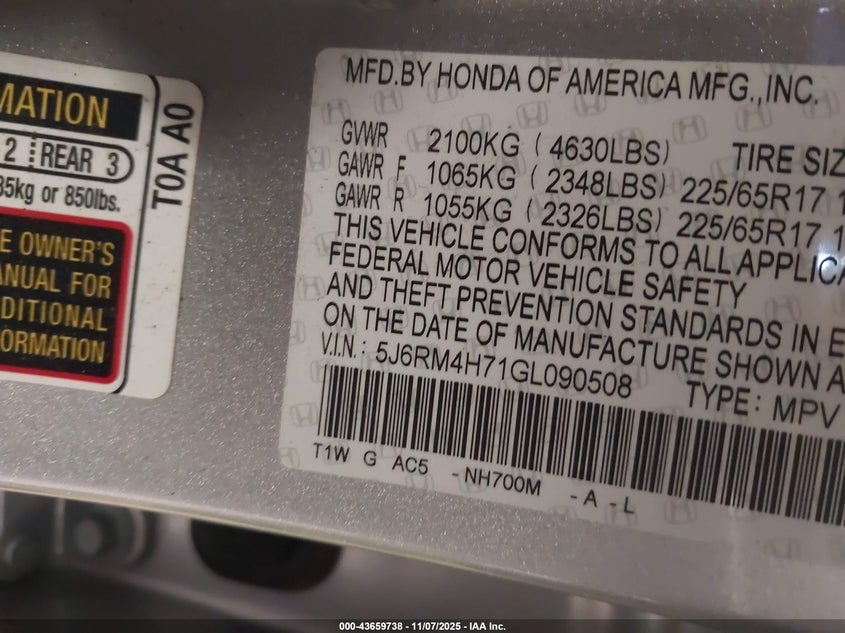 MATION
2 REAR 3
35kg or 850lbs.
E OWNER'S
ANUAL FOR
DITIONAL
ORMATION
T0A A0
MFD.BY HONDA OF AMERICA MFG.,INC.
GVWR 2100KG (4630LBS) TIRE SIZ
GAWR F 1065KG (2348LBS) 225/65R17 1
GAWR R 1055KG (2326LBS) 225/65R17 1
THIS VEHICLE CONFORMS TO ALL APPLICA
FEDERAL MOTOR VEHICLE SAFETY
AND THEFT PREVENTION STANDARDS IN E
ON THE DATE OF MANUFACTURE SHOWN A
V.I.N.: 5J6RM4H71GL090508 TYPE: MPV
T1W G AC5 -NH700M -A -L
000-43659738 - 11/07/2025 - IAA Inc.